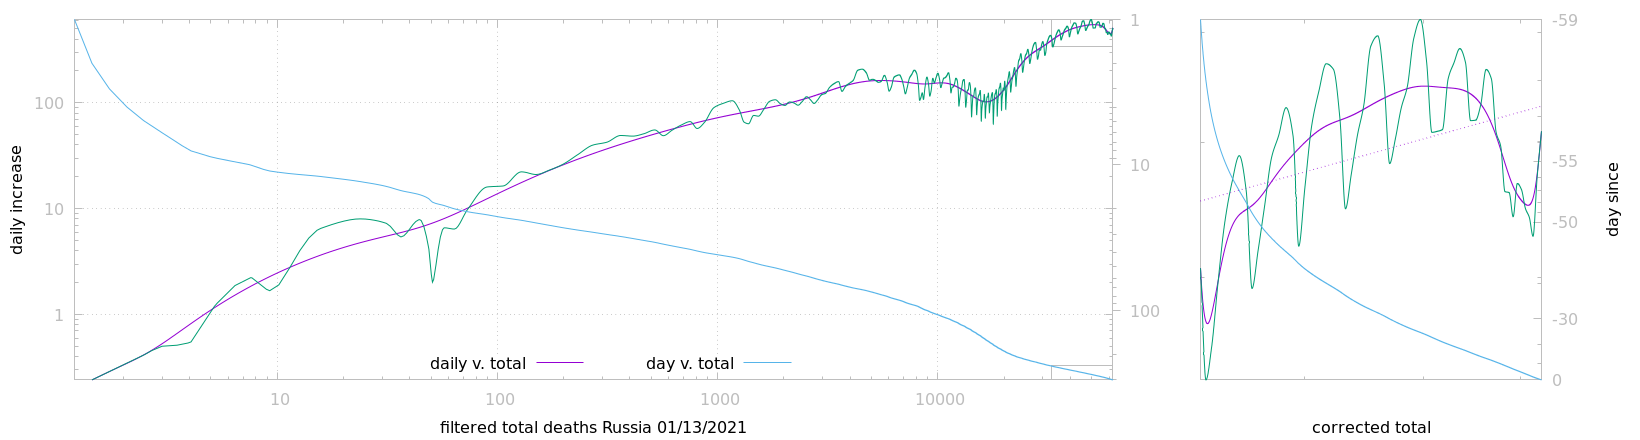 daily increase
100
10
1
10
100
1000
10000
1
10
100
daily v. total
day v. total
filtered total deaths Russia 01/13/2021
-59
-55
-50
-30
0
day since
corrected total